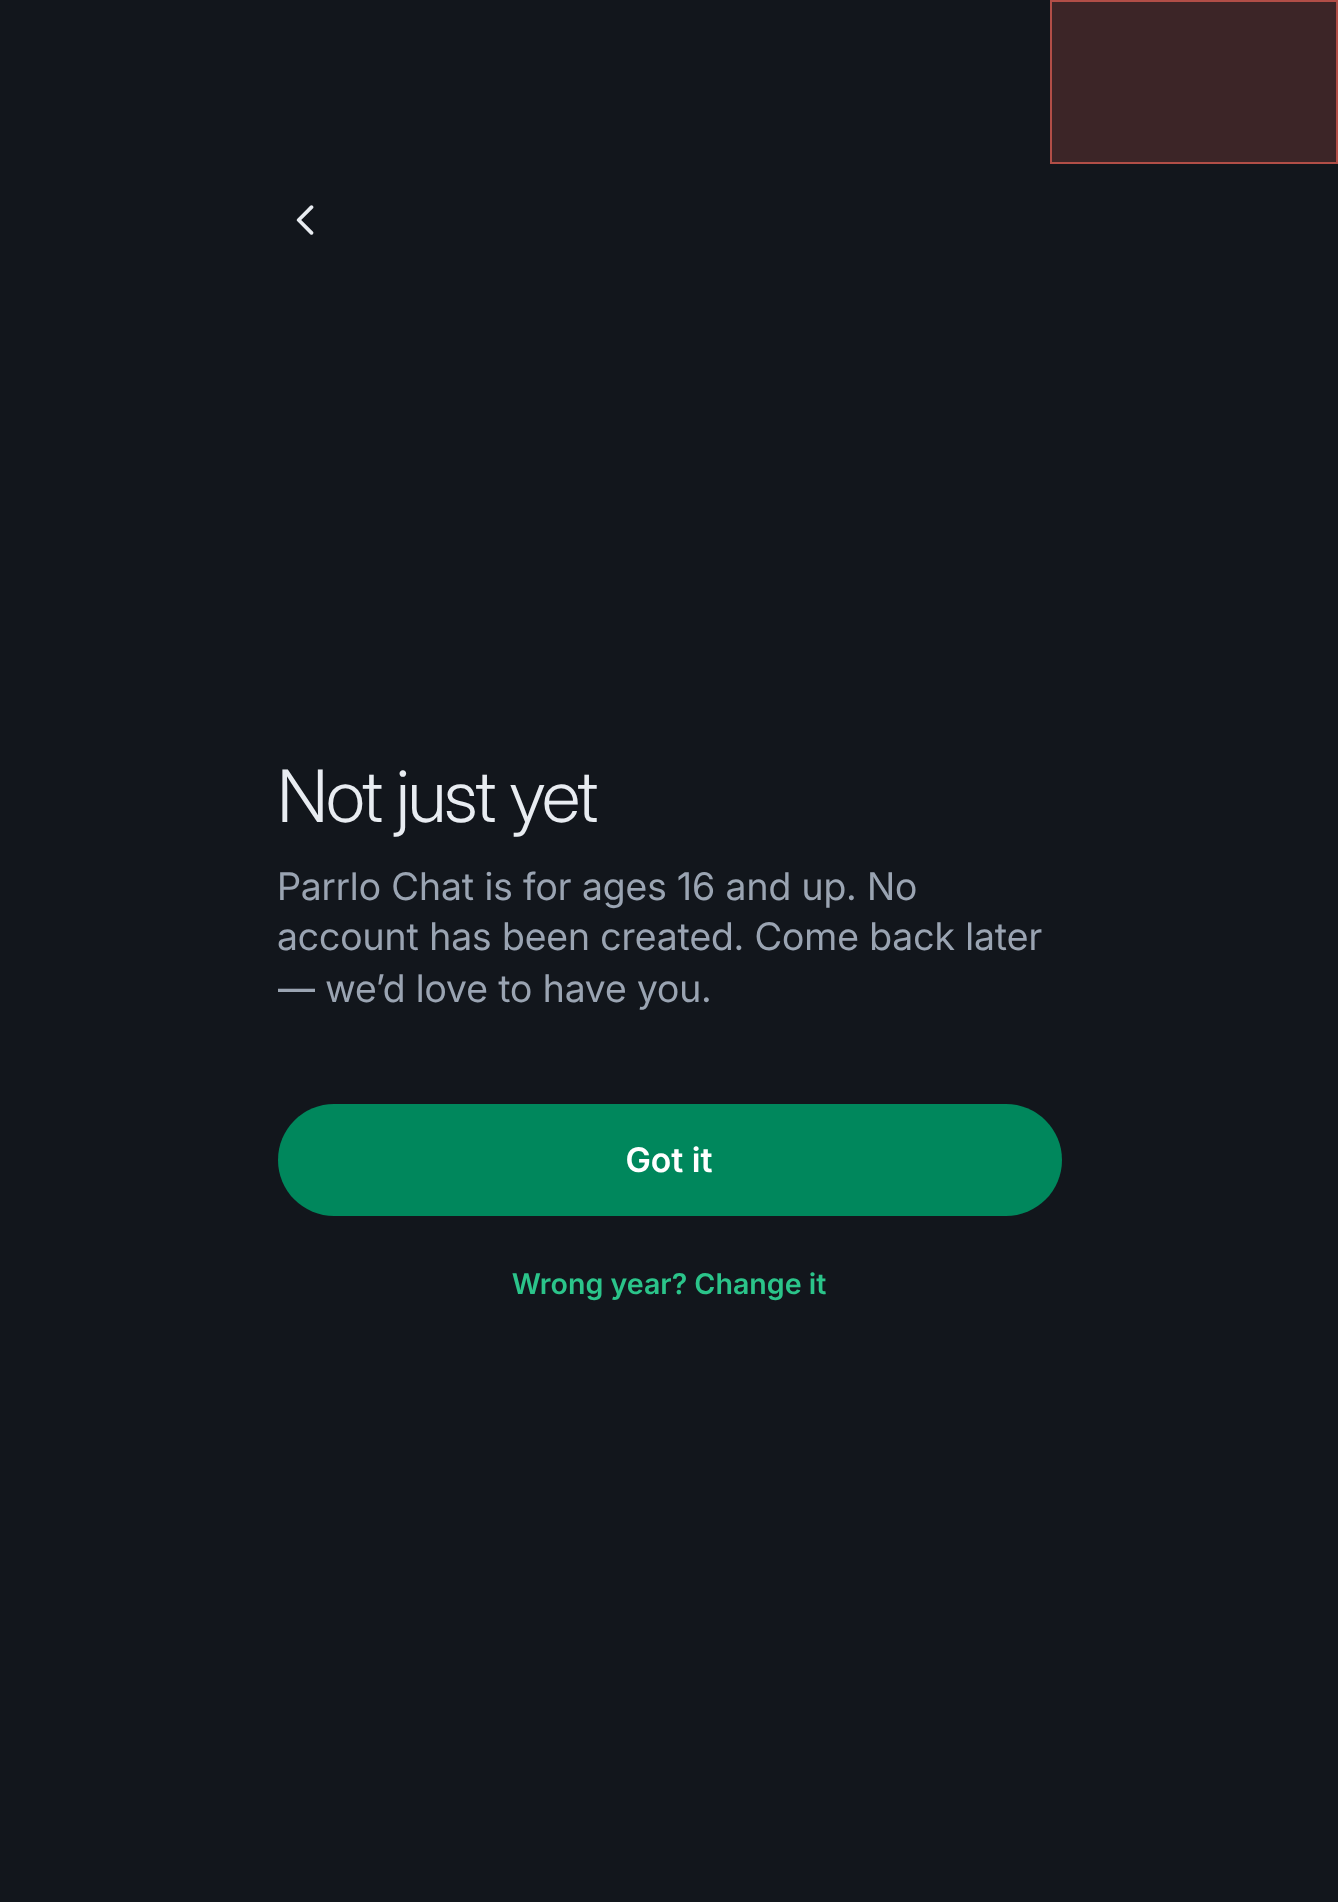 Not just yet
Parrlo Chat is for ages 16 and up. No
account has been created. Come back later
— we’d love to have you.
Got it
Wrong year? Change it